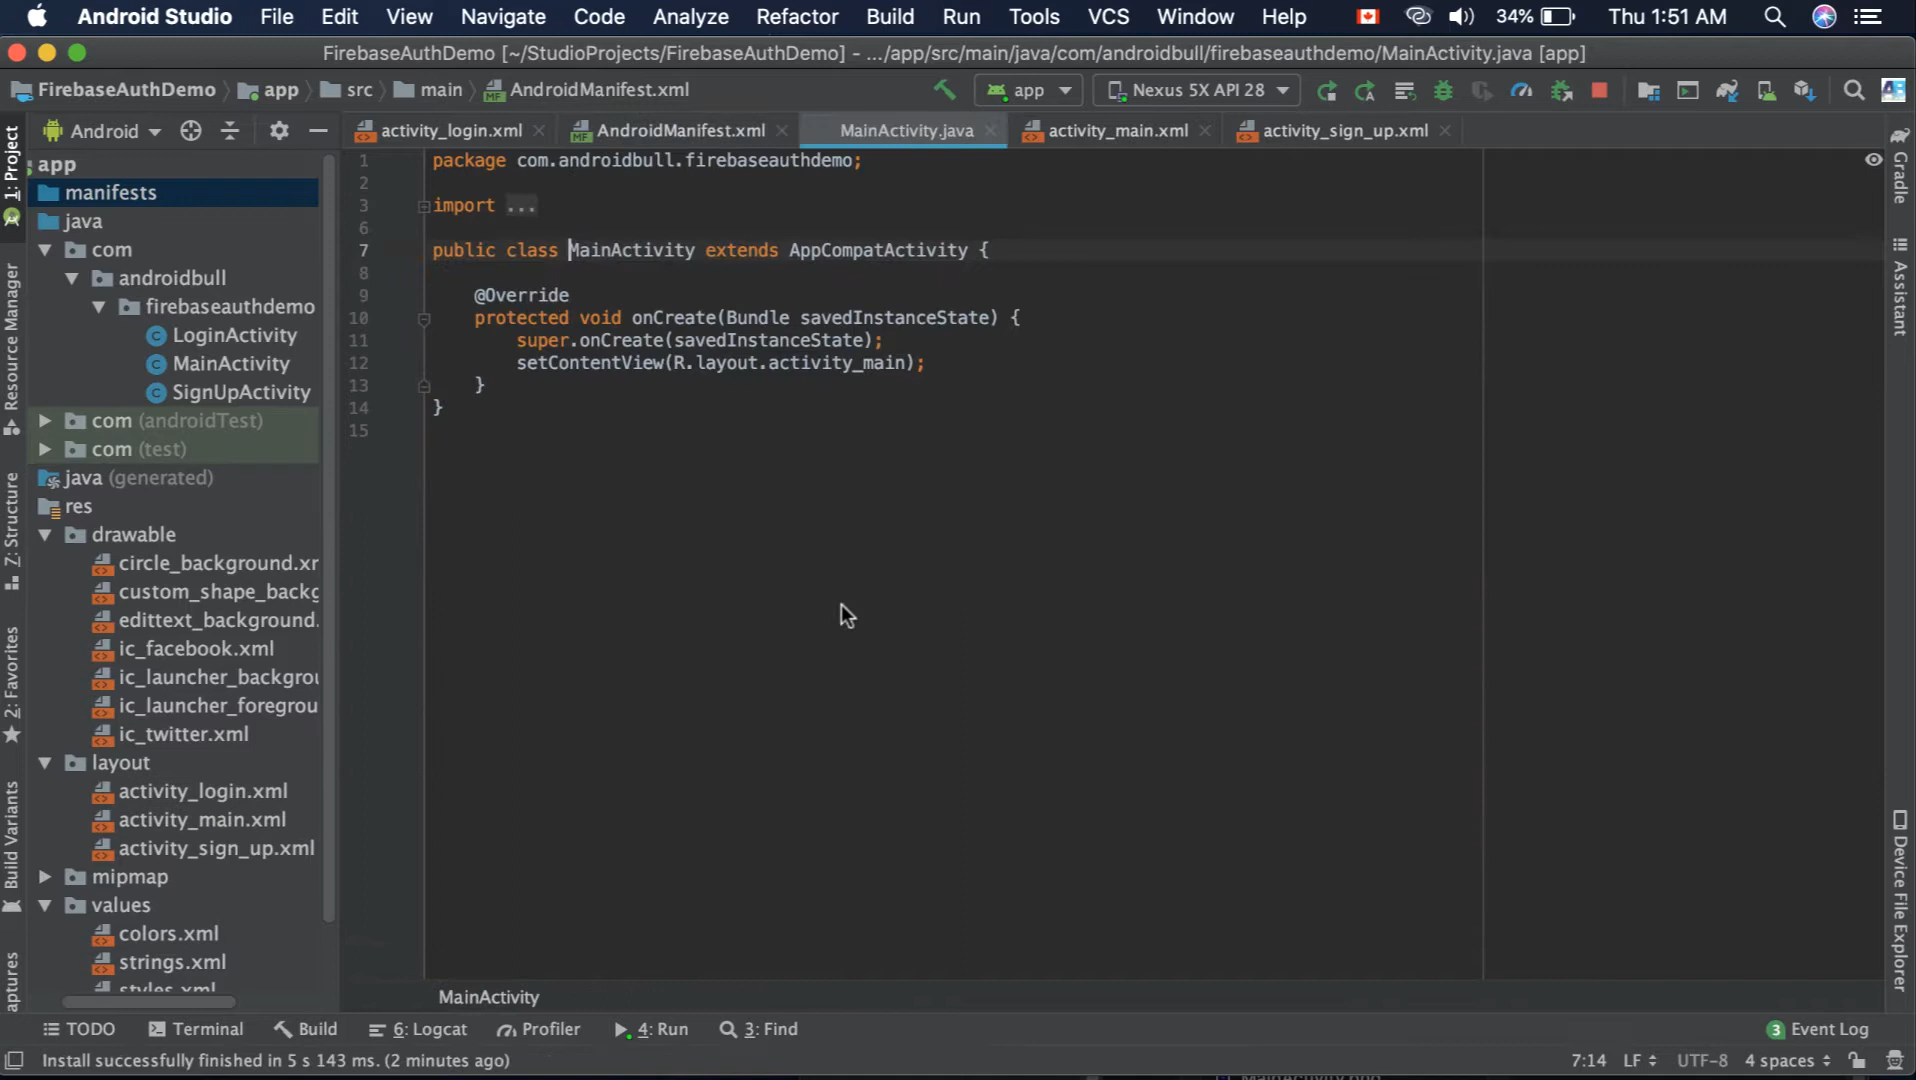 Android Studio File Edit View Navigate Code Analyze Refactor Build Run Tools VCS Window Help 34% Thu 1:51 AM
FirebaseAuthDemo [~/StudioProjects/FirebaseAuthDemo] – .../app/src/main/java/com/androidbull/firebaseauthdemo/MainActivity.java [app]
FirebaseAuthDemo app src main AndroidManifest.xml app Nexus 5X API 28
Android activity_login.xml AndroidManifest.xml MainActivity.java activity_main.xml activity_sign_up.xml
1: Project
Resource Manager
Z: Structure
2: Favorites
Build Variants
aptures
app
manifests
java
com
androidbull
firebaseauthdemo
LoginActivity
MainActivity
SignUpActivity
com (androidTest)
com (test)
java (generated)
res
drawable
circle_background.xr
custom_shape_backg
edittext_background.
ic_facebook.xml
ic_launcher_backgrou
ic_launcher_foregrou
ic_twitter.xml
layout
activity_login.xml
activity_main.xml
activity_sign_up.xml
mipmap
values
colors.xml
strings.xml
styles.xml
1 package com.androidbull.firebaseauthdemo;
2
3 import ...
6
7 public class MainActivity extends AppCompatActivity {
8
9 @Override
10 protected void onCreate(Bundle savedInstanceState) {
11 super.onCreate(savedInstanceState);
12 setContentView(R.layout.activity_main);
13 }
14 }
15
MainActivity
Gradle
Assistant
Device File Explorer
TODO Terminal Build 6: Logcat Profiler 4: Run 3: Find 3 Event Log
Install successfully finished in 5 s 143 ms. (2 minutes ago) 7:14 LF UTF-8 4 spaces